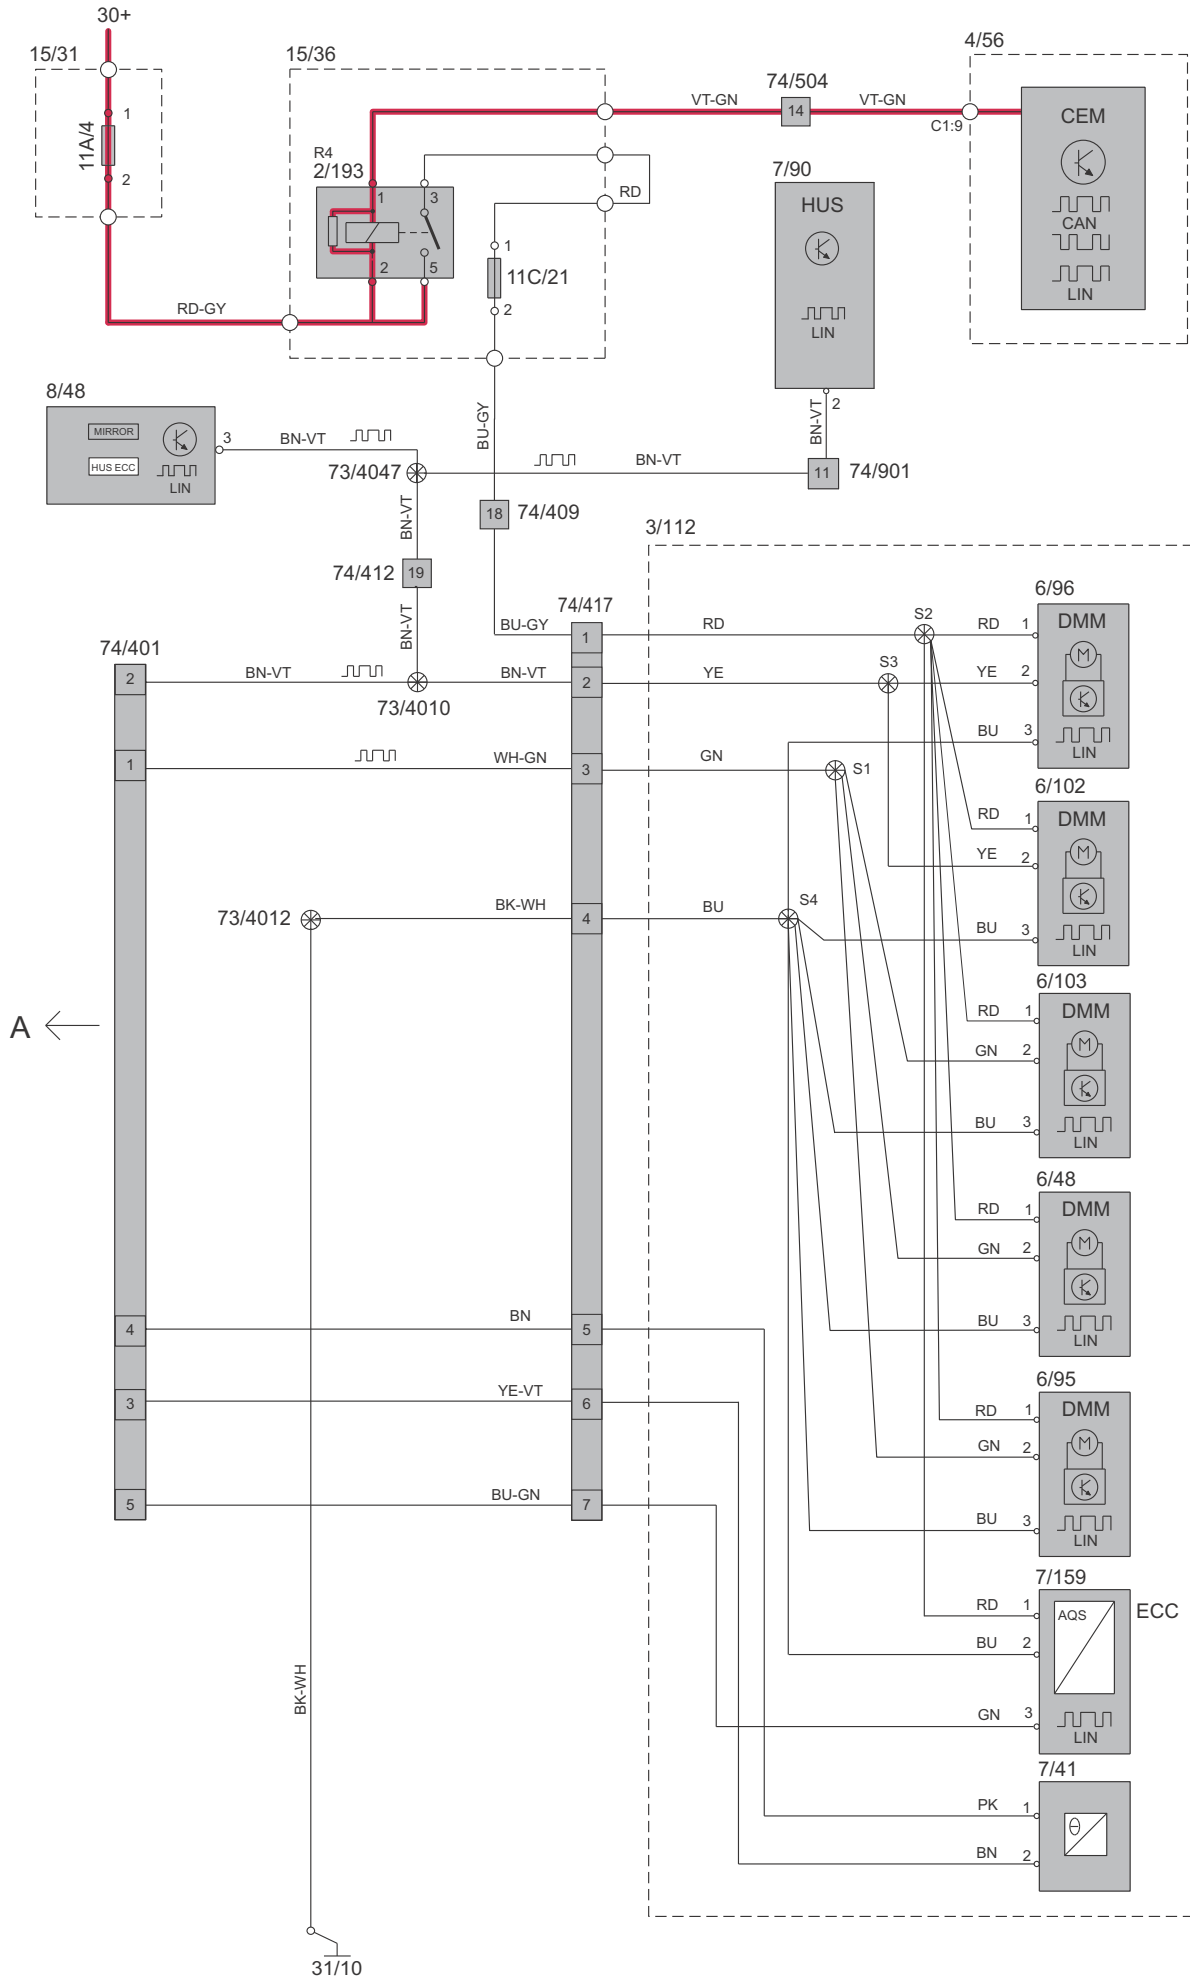 30+
15/31
15/36
4/56
74/504
VT-GN
14
VT-GN
C1:9
CEM
CAN
LIN
11A/4
1
2
R4
2/193
1
3
2
5
RD
1
11C/21
2
RD-GY
7/90
HUS
LIN
2
BN-VT
8/48
MIRROR
HUS ECC
LIN
3
BN-VT
73/4047
BN-VT
11
74/901
BU-GY
BN-VT
18
74/409
74/412
19
BN-VT
3/112
74/417
74/401
BU-GY
1
RD
S2
RD
1
6/96
DMM
M
LIN
2
BN-VT
73/4010
BN-VT
2
YE
S3
YE
2
BU
3
1
WH-GN
3
GN
S1
6/102
DMM
M
LIN
RD
1
YE
2
BU
3
73/4012
BK-WH
4
BU
S4
6/103
DMM
M
LIN
RD
1
GN
2
BU
3
A
6/48
DMM
M
LIN
RD
1
GN
2
BU
3
4
BN
5
3
YE-VT
6
6/95
DMM
M
LIN
RD
1
GN
2
BU
3
5
BU-GN
7
7/159
AQS
ECC
LIN
RD
1
BU
2
GN
3
BK-WH
7/41
θ
PK
1
BN
2
31/10